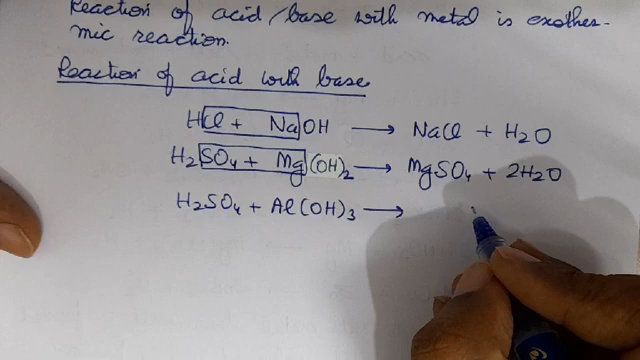 Reaction of acid/base with metal is exother-
mic reaction.
Reaction of acid with base
HCl + NaOH → NaCl + H₂O
H₂SO₄ + Mg(OH)₂ → MgSO₄ + 2H₂O
H₂SO₄ + Al(OH)₃ →